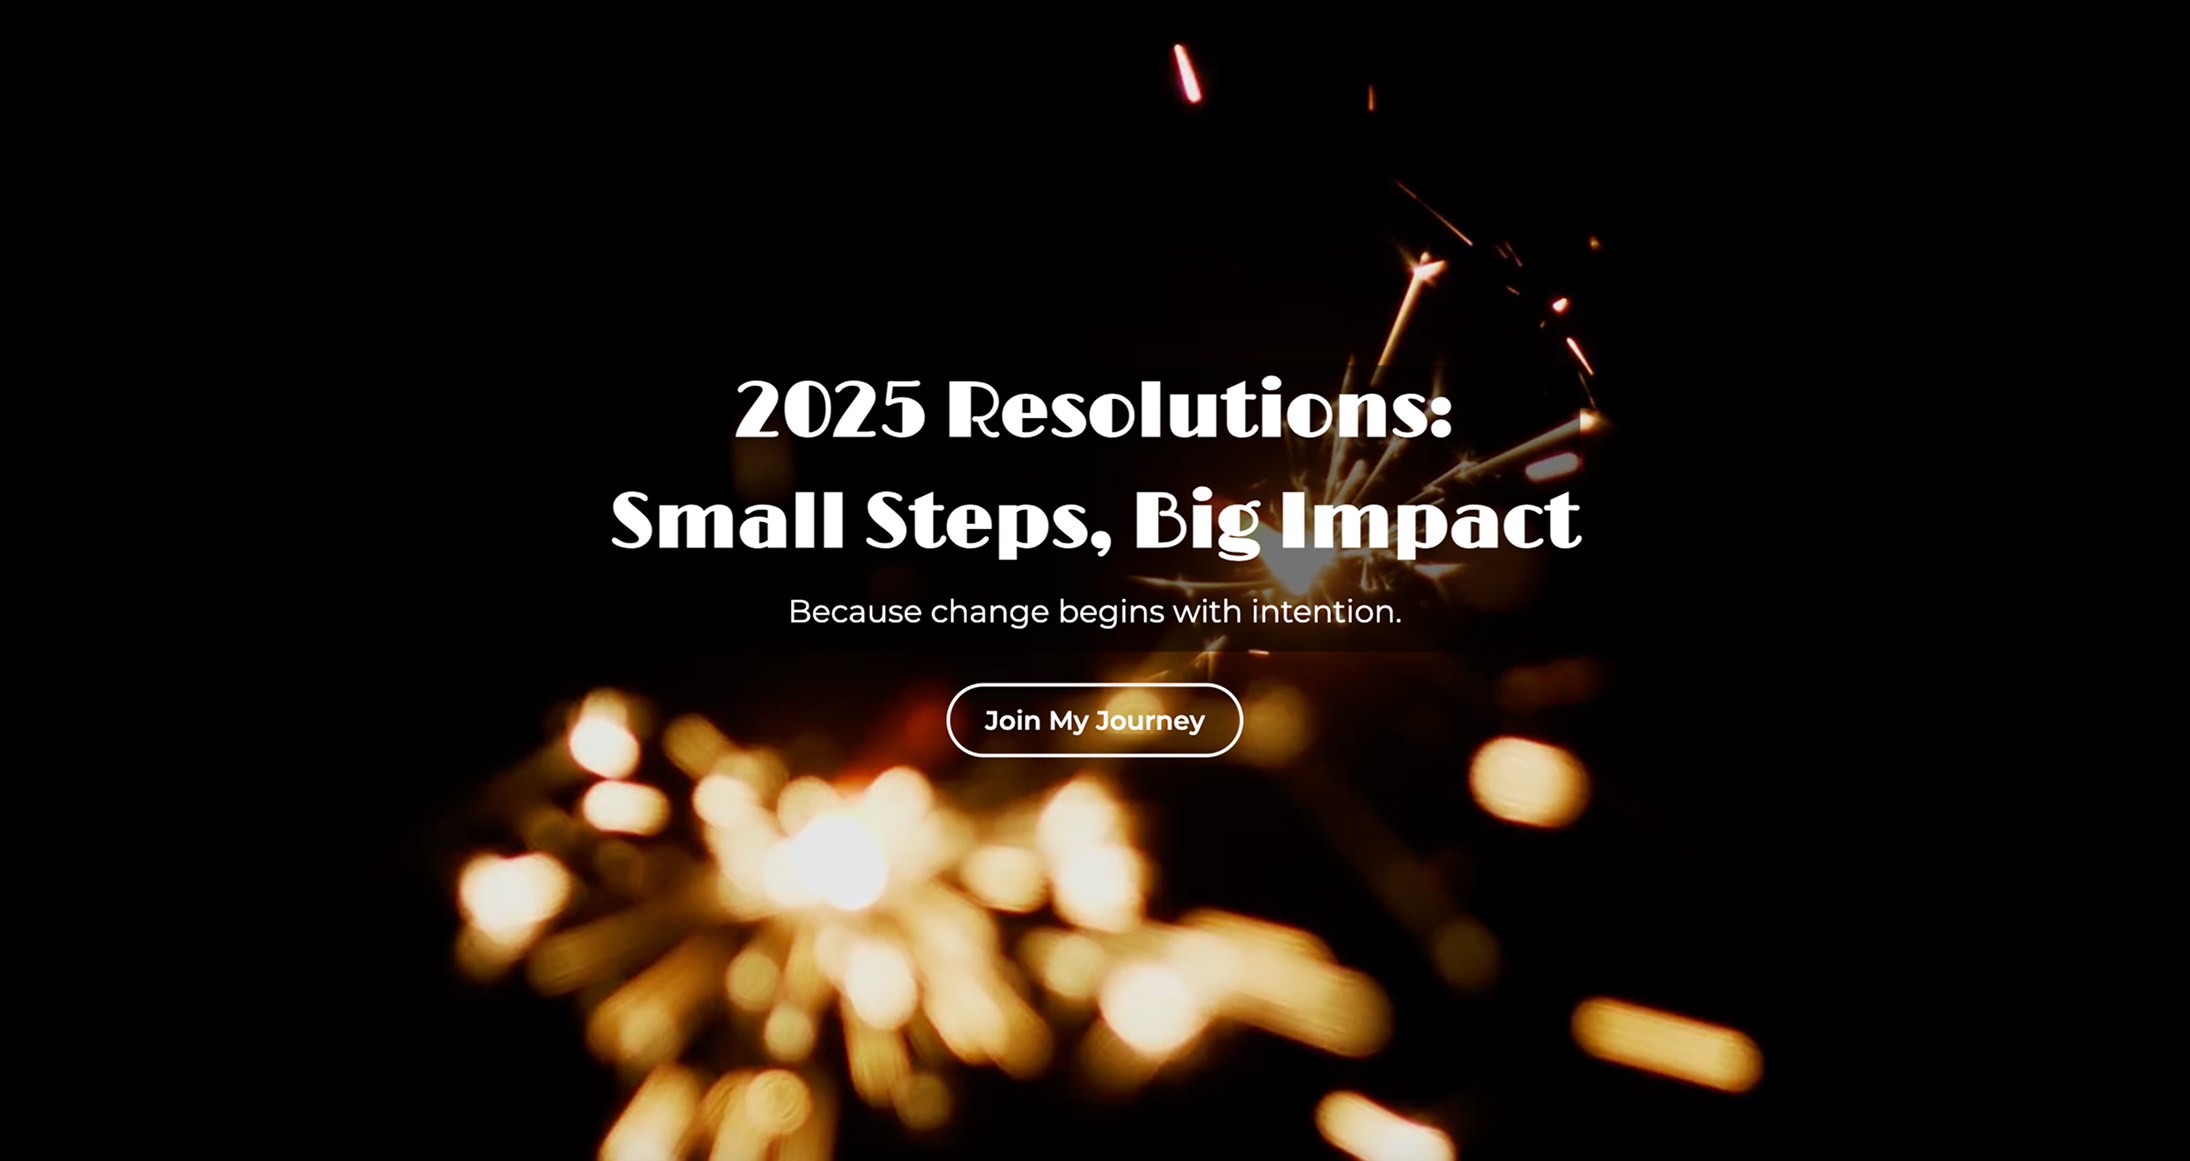 2025 Resolutions:
Small Steps, Big Impact
Because change begins with intention.
Join My Journey